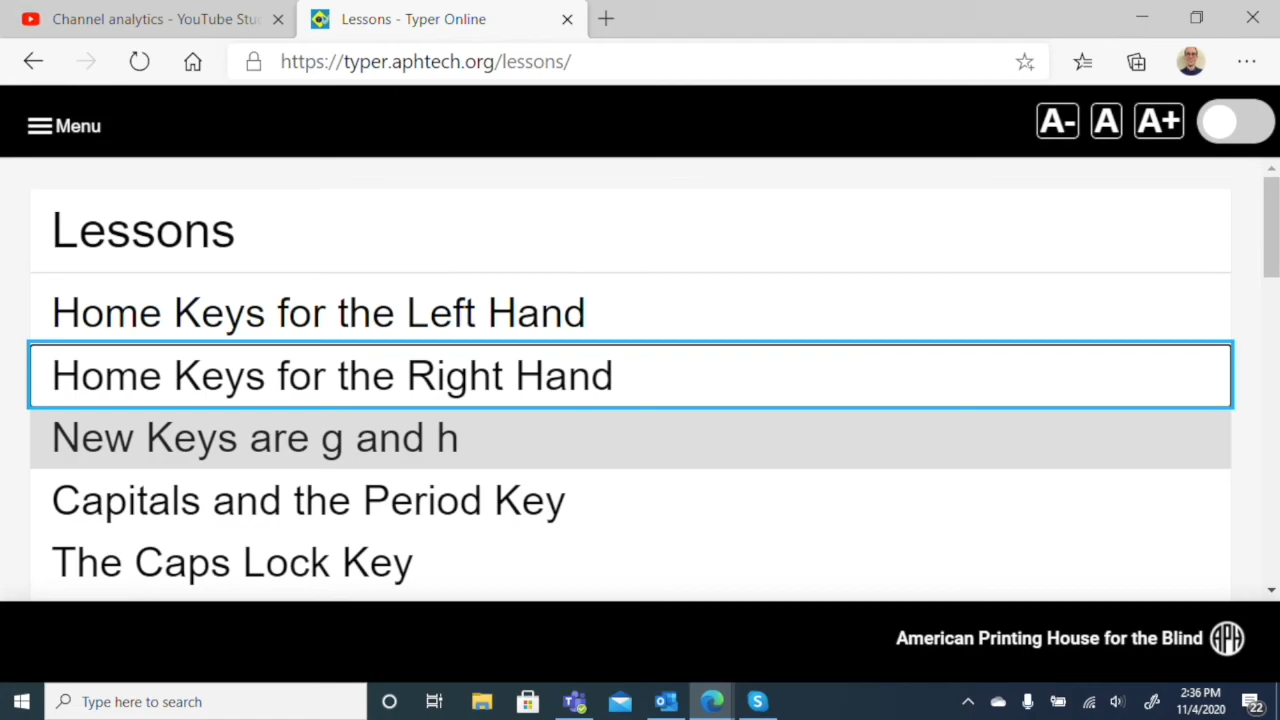 Channel analytics - YouTube Stu
Lessons - Typer Online
https://typer.aphtech.org/lessons/
Menu
A- A A+
Lessons
Home Keys for the Left Hand
Home Keys for the Right Hand
New Keys are g and h
Capitals and the Period Key
The Caps Lock Key
American Printing House for the Blind APH
Type here to search
2:36 PM
11/4/2020
22